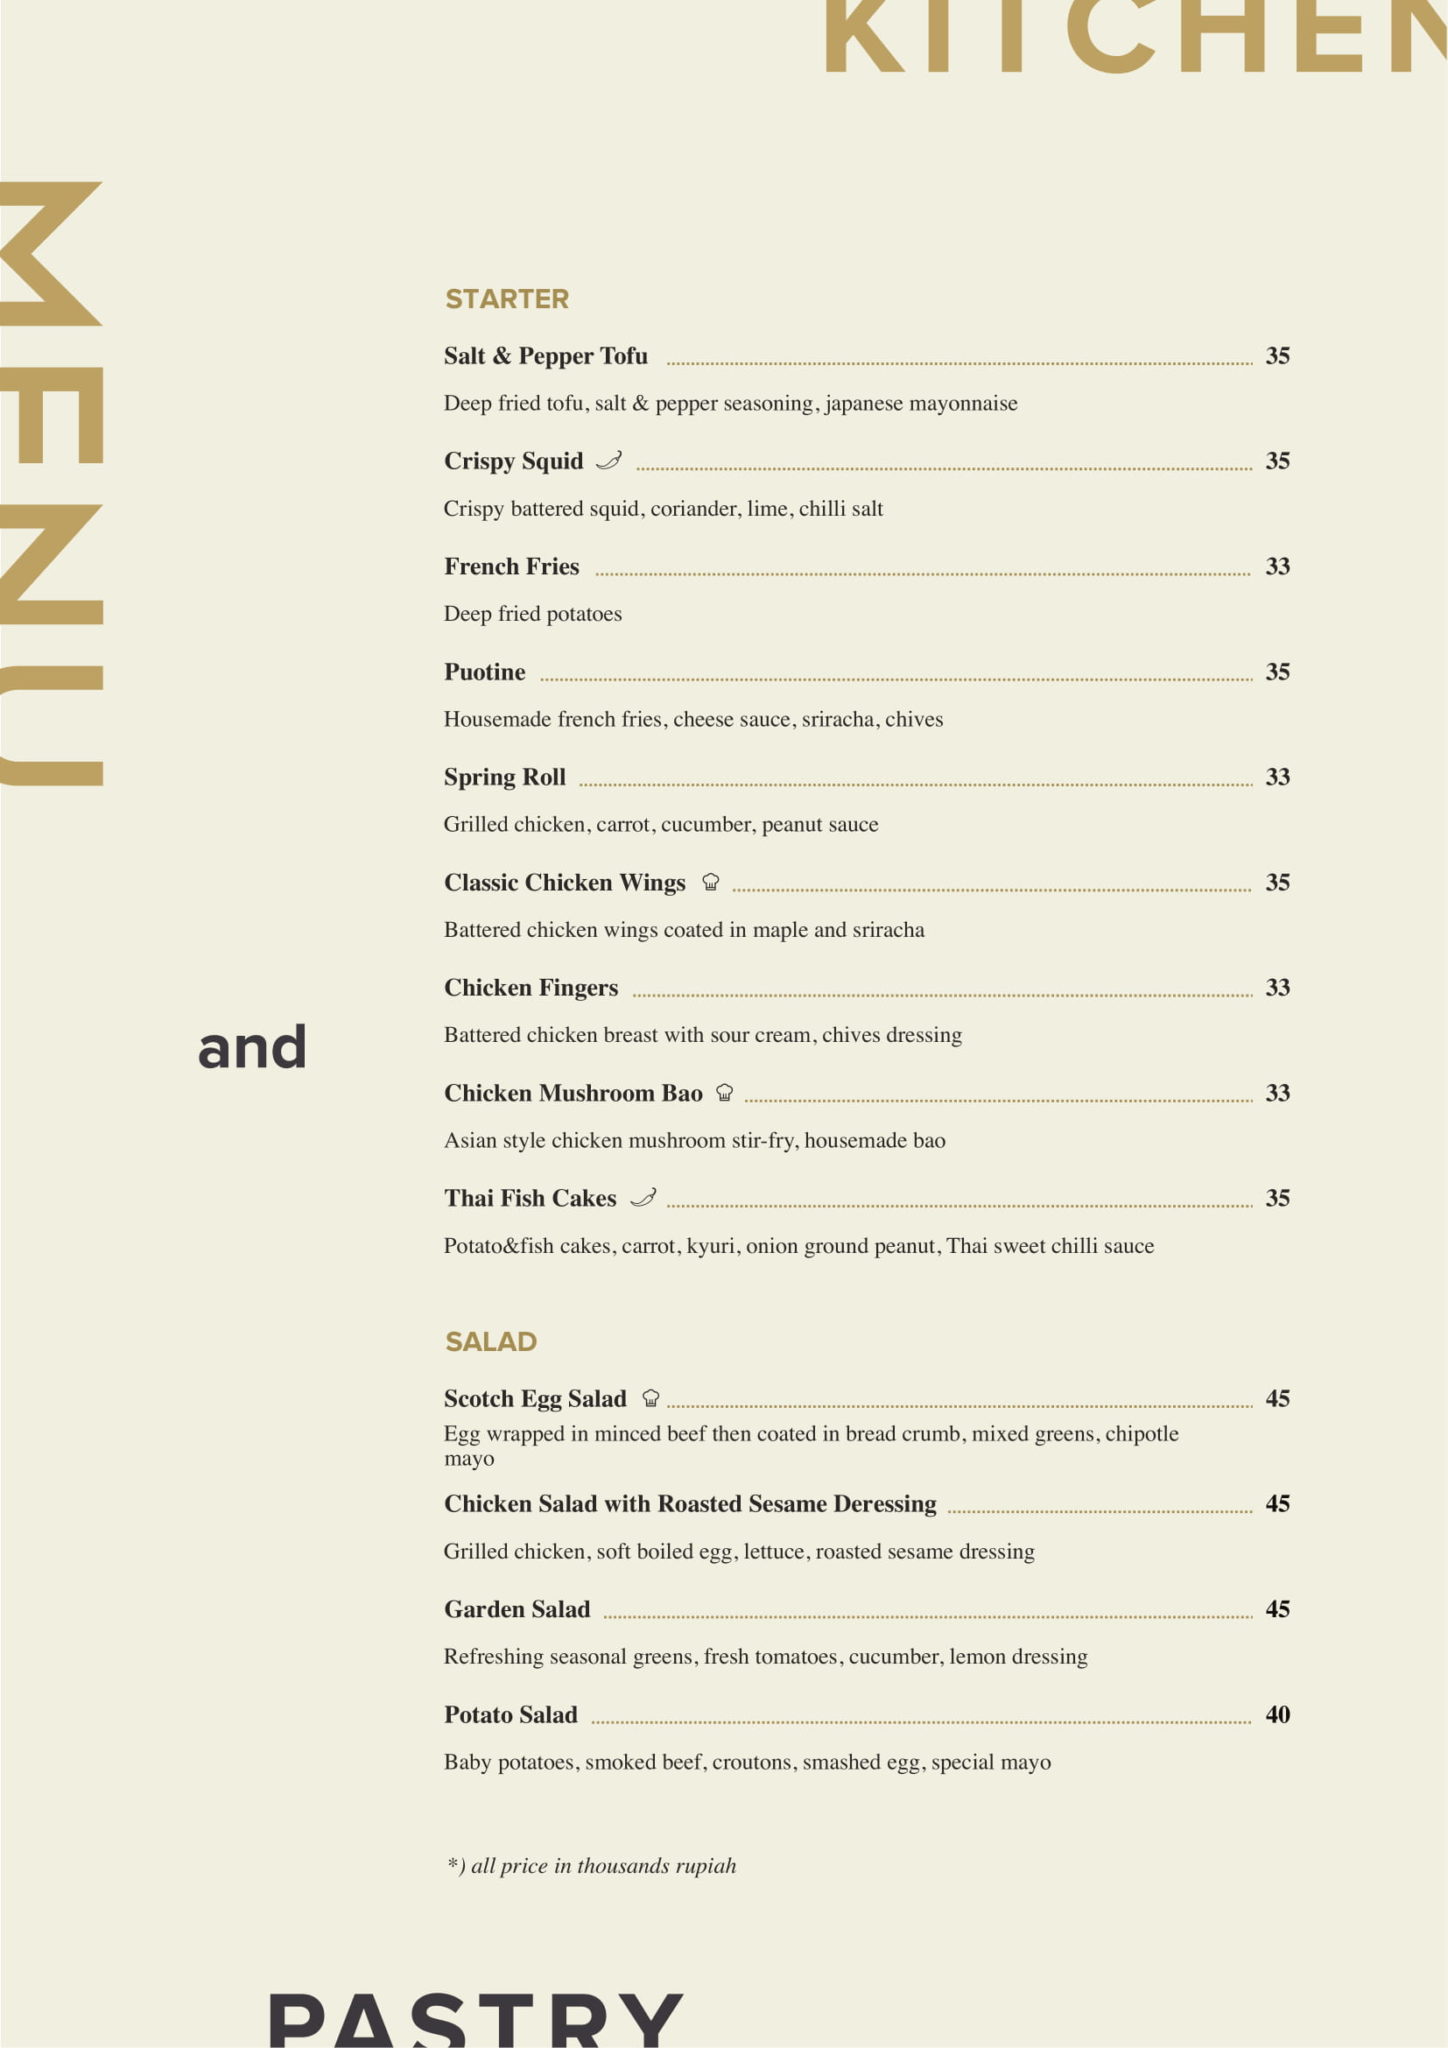 KITCHEN
MENU
STARTER
Salt & Pepper Tofu 35
Deep fried tofu, salt & pepper seasoning, japanese mayonnaise
Crispy Squid 35
Crispy battered squid, coriander, lime, chilli salt
French Fries 33
Deep fried potatoes
Puotine 35
Housemade french fries, cheese sauce, sriracha, chives
Spring Roll 33
Grilled chicken, carrot, cucumber, peanut sauce
Classic Chicken Wings 35
Battered chicken wings coated in maple and sriracha
Chicken Fingers 33
Battered chicken breast with sour cream, chives dressing
and
Chicken Mushroom Bao 33
Asian style chicken mushroom stir-fry, housemade bao
Thai Fish Cakes 35
Potato&fish cakes, carrot, kyuri, onion ground peanut, Thai sweet chilli sauce
SALAD
Scotch Egg Salad 45
Egg wrapped in minced beef then coated in bread crumb, mixed greens, chipotle
mayo
Chicken Salad with Roasted Sesame Deressing 45
Grilled chicken, soft boiled egg, lettuce, roasted sesame dressing
Garden Salad 45
Refreshing seasonal greens, fresh tomatoes, cucumber, lemon dressing
Potato Salad 40
Baby potatoes, smoked beef, croutons, smashed egg, special mayo
*) all price in thousands rupiah
PASTRY